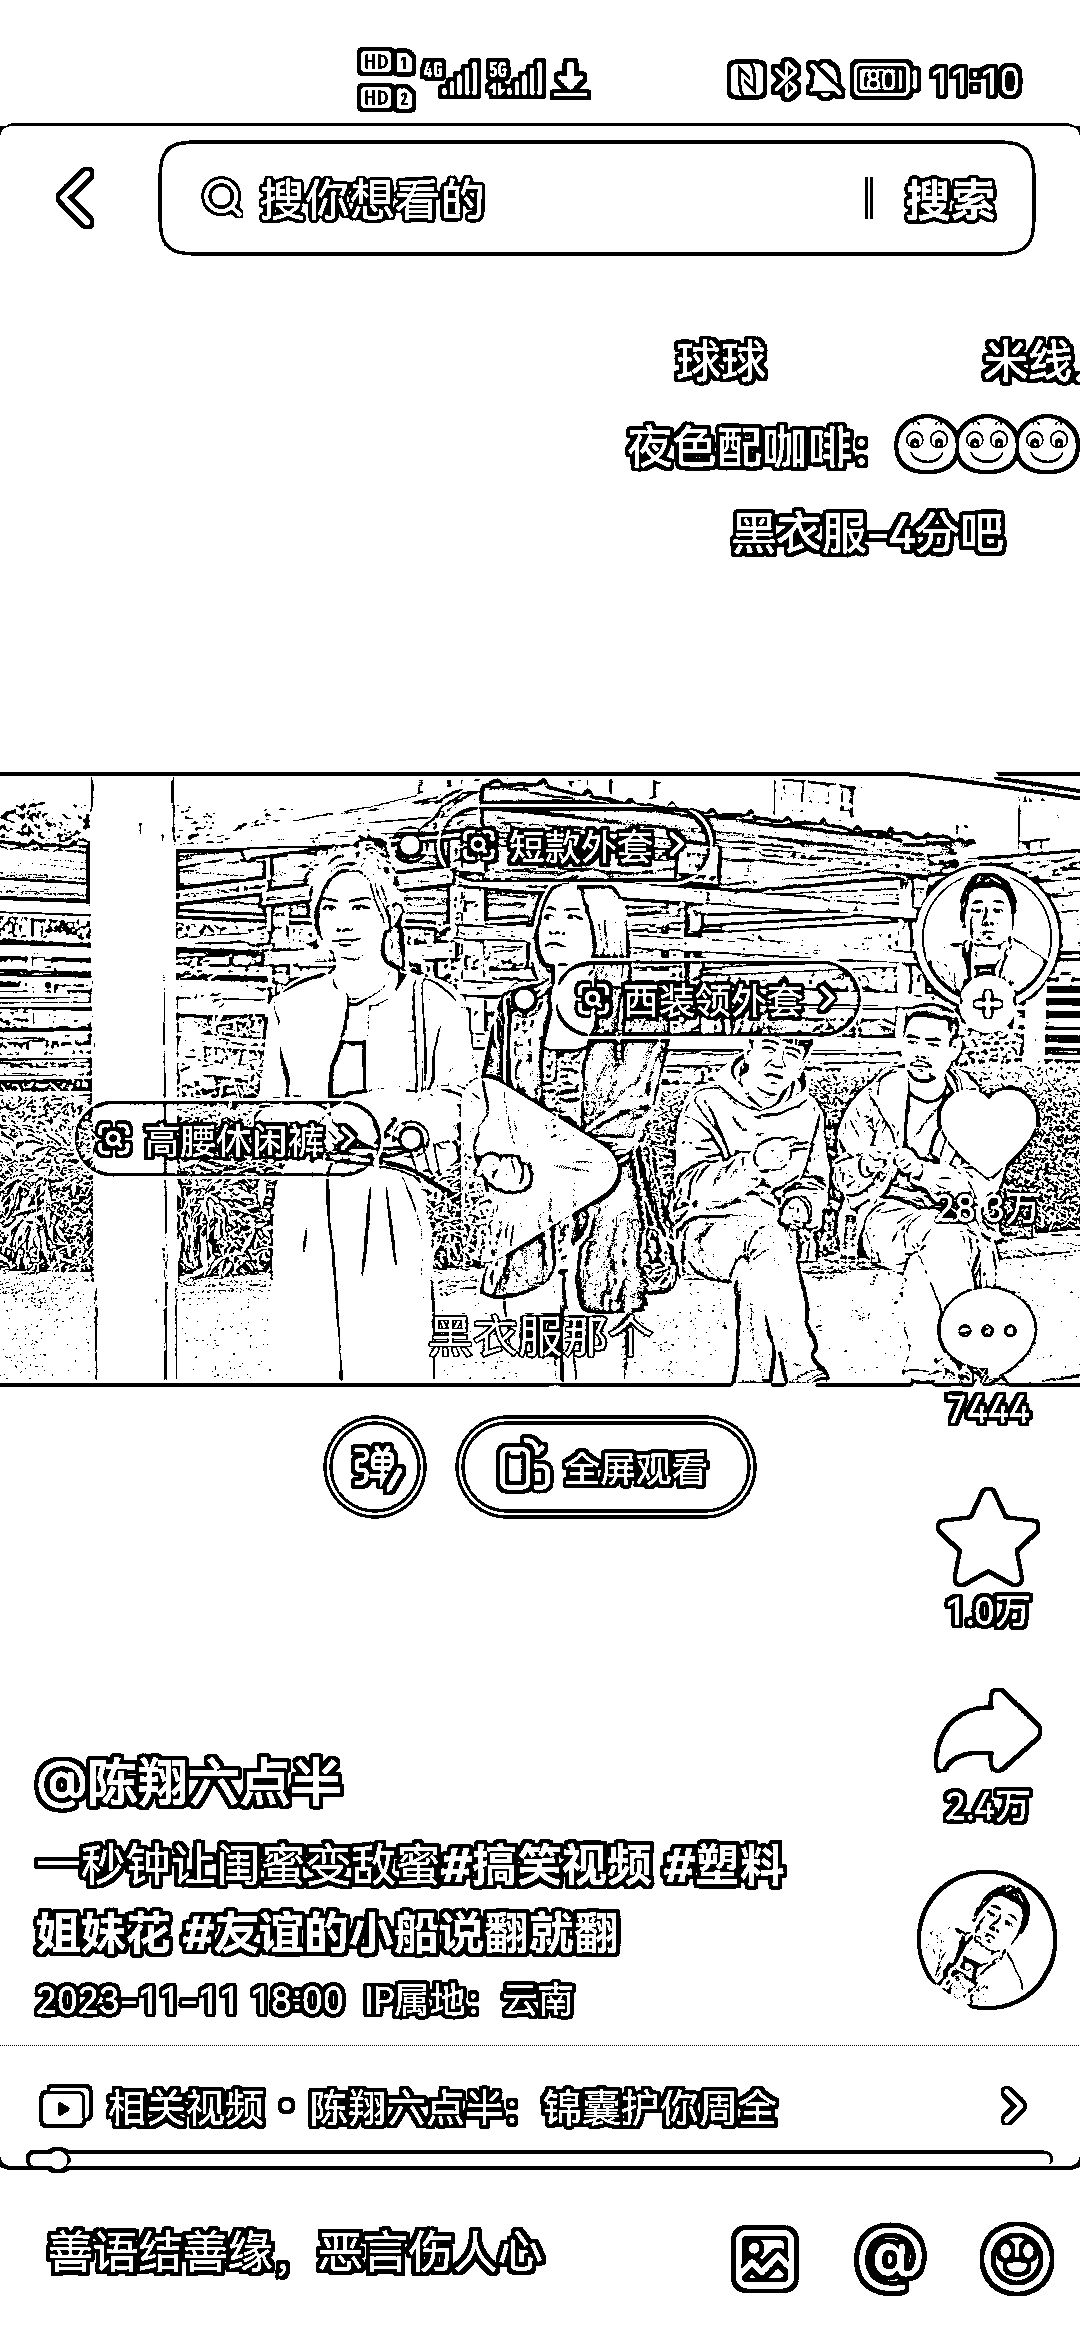 HD 1
HD 2
4G
5G
80
11:10
搜你想看的
搜索
球球
米线
夜色配咖啡：
黑衣服-4分吧
短款外套
西装领外套
高腰休闲裤
28.3万
黑衣服那个
7444
弹
全屏观看
1.0万
2.4万
@陈翔六点半
一秒钟让闺蜜变敌蜜#搞笑视频 #塑料
姐妹花 #友谊的小船说翻就翻
2023-11-11 18:00 IP属地：云南
相关视频·陈翔六点半：锦囊护你周全
善语结善缘，恶言伤人心